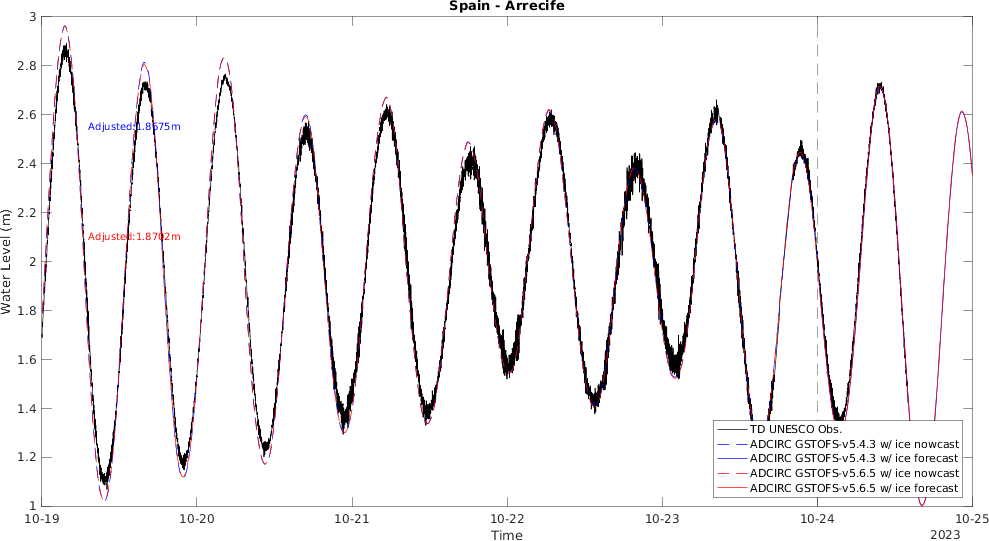 Spain - Arrecife
3
2.8
2.6
2.4
2.2
2
1.8
1.6
1.4
1.2
1
Water Level (m)
Adjusted:1.8675m
Adjusted:1.8702m
TD UNESCO Obs.
ADCIRC GSTOFS-v5.4.3 w/ ice nowcast
ADCIRC GSTOFS-v5.4.3 w/ ice forecast
ADCIRC GSTOFS-v5.6.5 w/ ice nowcast
ADCIRC GSTOFS-v5.6.5 w/ ice forecast
10-19 10-20 10-21 10-22 10-23 10-24 10-25
Time
2023